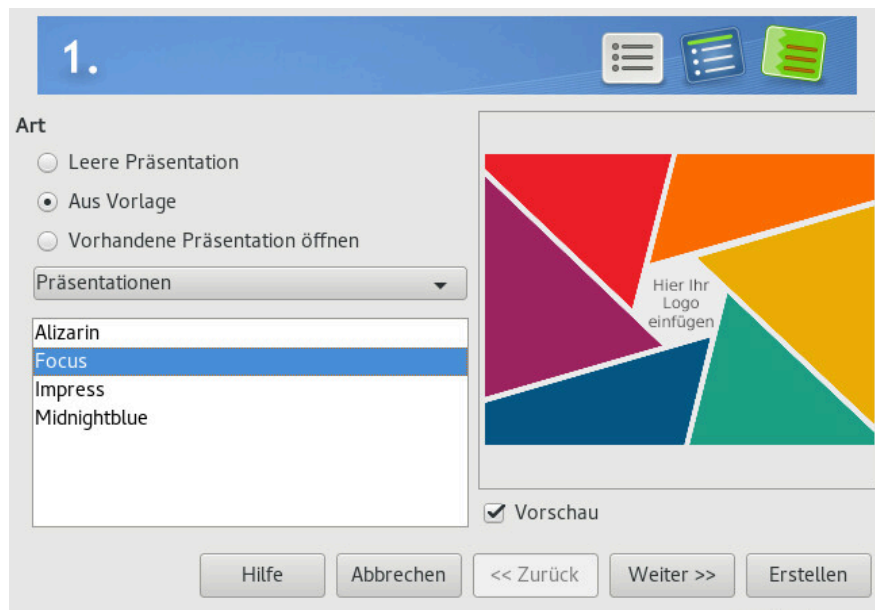 1.
Art
Leere Präsentation
Aus Vorlage
Vorhandene Präsentation öffnen
Präsentationen
Alizarin
Focus
Impress
Midnightblue
Hier Ihr
Logo
einfügen
Vorschau
Hilfe
Abbrechen
<< Zurück
Weiter >>
Erstellen